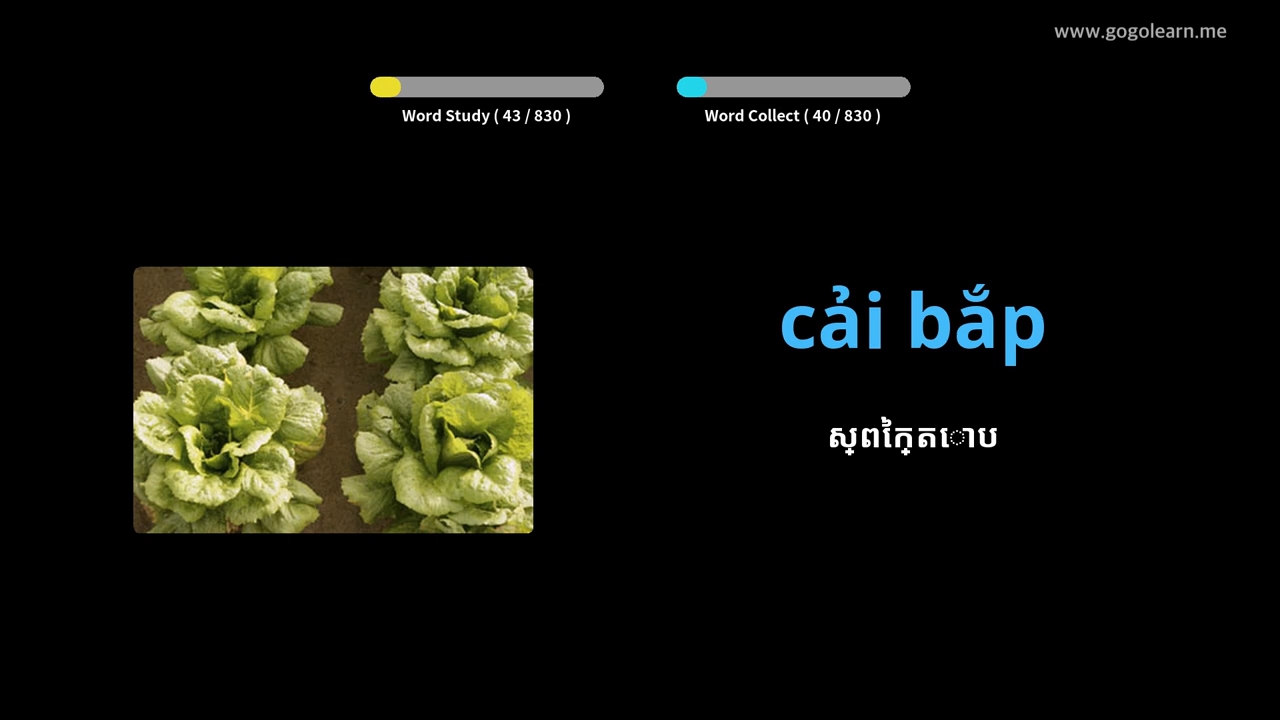 www.gogolearn.me
Word Study ( 43 / 830 )
Word Collect ( 40 / 830 )
cải bắp
ស្ពក្តៃោប